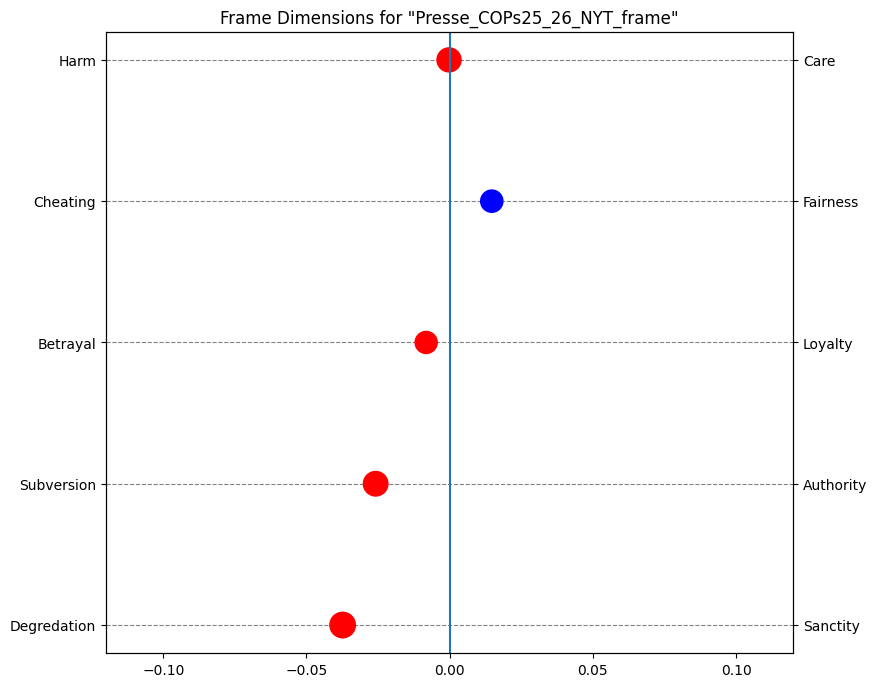 Frame Dimensions for "Presse_COPs25_26_NYT_frame"
Harm
Care
Cheating
Fairness
Betrayal
Loyalty
Subversion
Authority
Degredation
Sanctity
−0.10
−0.05
0.00
0.05
0.10